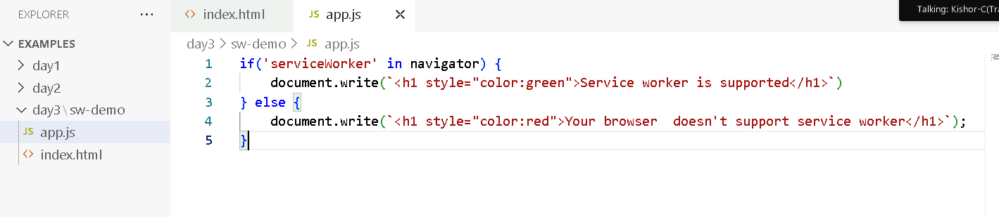 EXPLORER ...
EXAMPLES
day1
day2
day3\sw-demo
JS app.js
<> index.html
<> index.html JS app.js
Talking: Kishor-C(Tra
day3 > sw-demo > JS app.js
1 if('serviceWorker' in navigator) {
2 document.write(`<h1 style="color:green">Service worker is supported</h1>`)
3 } else {
4 document.write(`<h1 style="color:red">Your browser  doesn't support service worker</h1>`);
5 }